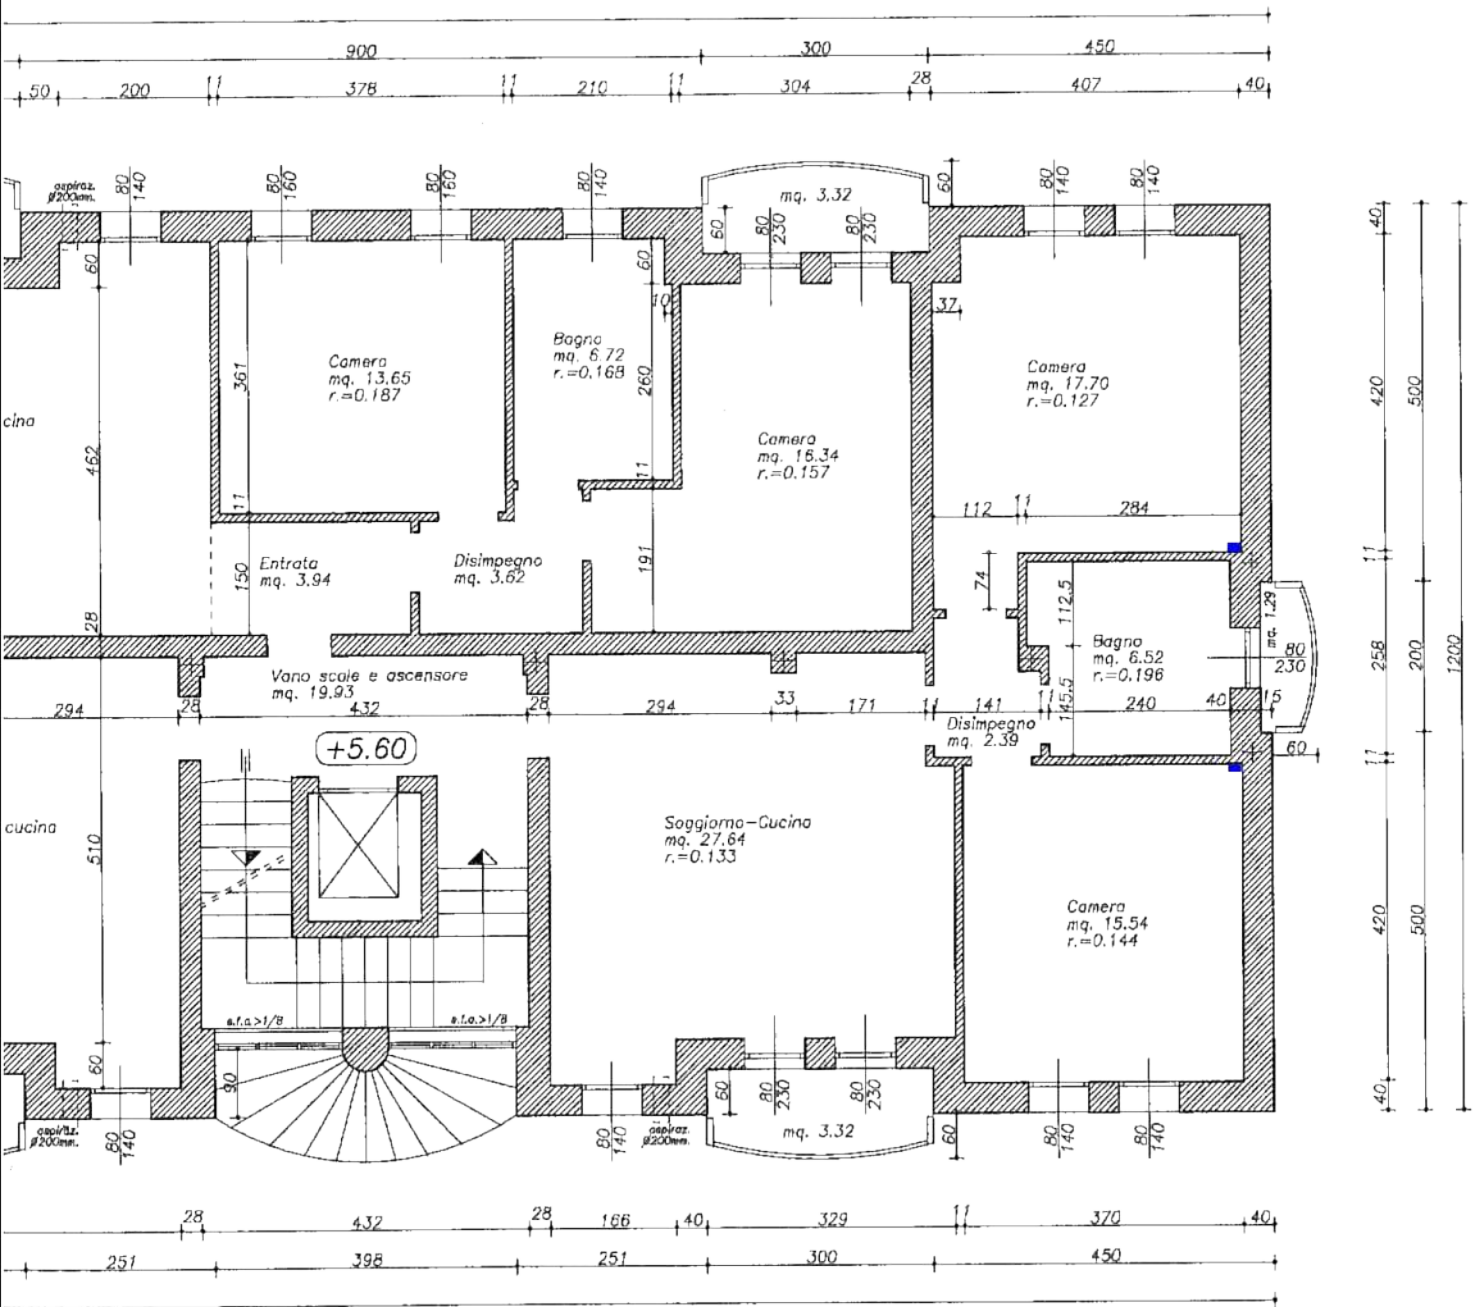 900
300
450
50
200
11
378
11
210
11
304
28
407
40
aspiraz.
Ø200mm.
80
140
80
160
80
160
80
140
mq. 3.32
60
80
140
80
140
60
80
230
80
230
40
60
60
10
37
Bagno
mq. 6.72
r.=0.168
361
Camera
mq. 13.65
r.=0.187
260
Camera
mq. 17.70
r.=0.127
420
500
cina
462
Camera
mq. 16.34
r.=0.157
11
11
112
11
284
Entrata
mq. 3.94
Disimpegno
mq. 3.62
150
191
11
74
112.5
mq. 1.29
28
Bagno
mq. 6.52
r.=0.196
80
230
258
200
1200
Vano scale e ascensore
mq. 19.93
294
28
432
28
294
33
171
11
141
11
145.5
240
40
15
Disimpegno
mq. 2.39
60
11
+5.60
cucina
510
Soggiorno-Cucina
mq. 27.64
r.=0.133
Camera
mq. 15.54
r.=0.144
420
500
s.f.a.>1/8
s.f.a.>1/8
60
90
60
80
230
80
230
40
aspiraz.
Ø200mm.
80
140
80
140
aspiraz.
Ø200mm.
mq. 3.32
60
80
140
80
140
28
432
28
166
40
329
11
370
40
251
398
251
300
450